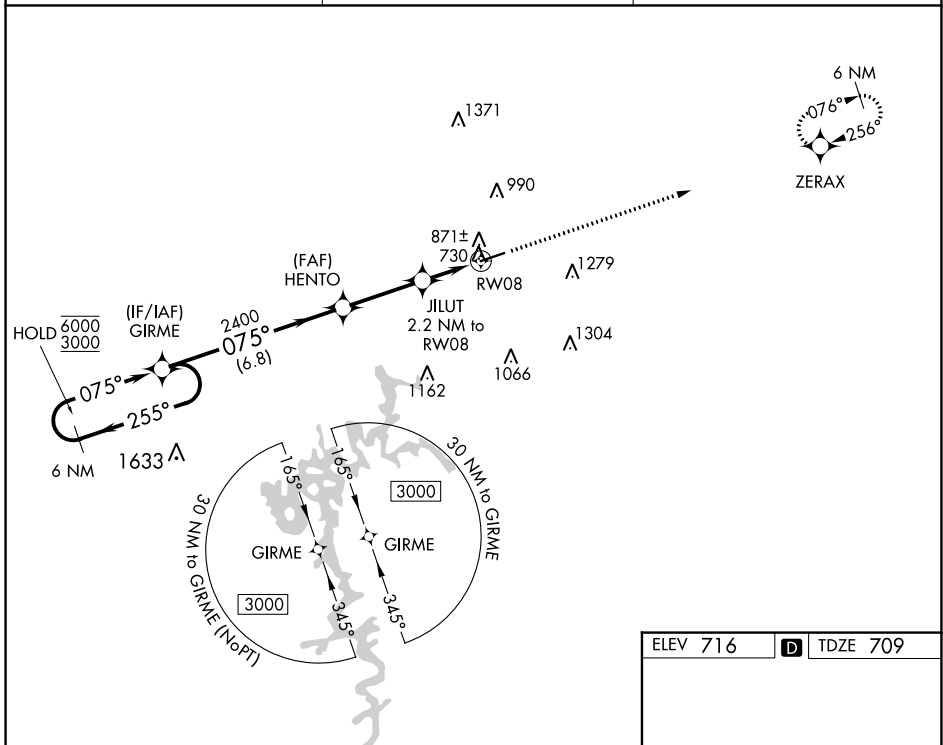 6 NM
076°
256°
ZERAX
1371
990
871±
730
RW08
1279
(FAF)
HENTO
JILUT
2.2 NM to
RW08
1304
1066
1162
(IF/IAF)
GIRME
HOLD 6000
3000
2400
075°
(6.8)
075°
255°
6 NM
1633
165°
GIRME
345°
3000
30 NM to GIRME (NoPT)
165°
3000
GIRME
345°
30 NM to GIRME
ELEV 716 D TDZE 709